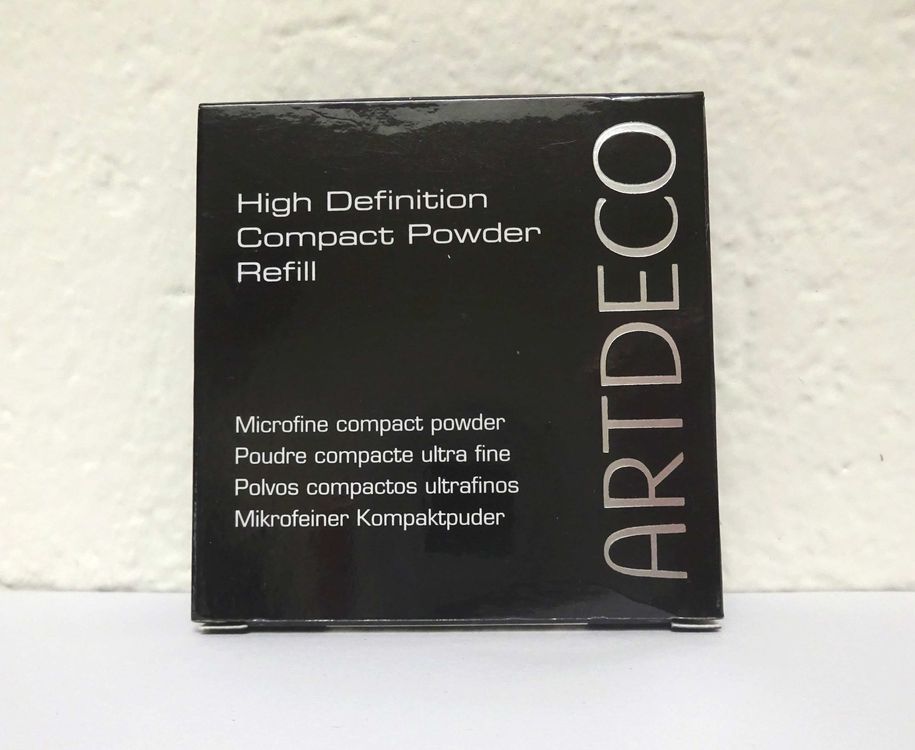 High Definition
Compact Powder
Refill
Microfine compact powder
Poudre compacte ultra fine
Polvos compactos ultrafinos
Mikrofeiner Kompaktpuder
ARTDECO